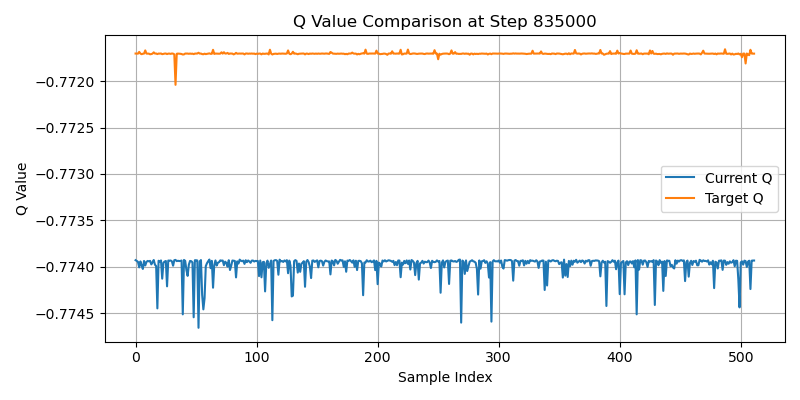 Q Value Comparison at Step 835000
Q Value
−0.7720
−0.7725
−0.7730
−0.7735
−0.7740
−0.7745
Current Q
Target Q
0
100
200
300
400
500
Sample Index